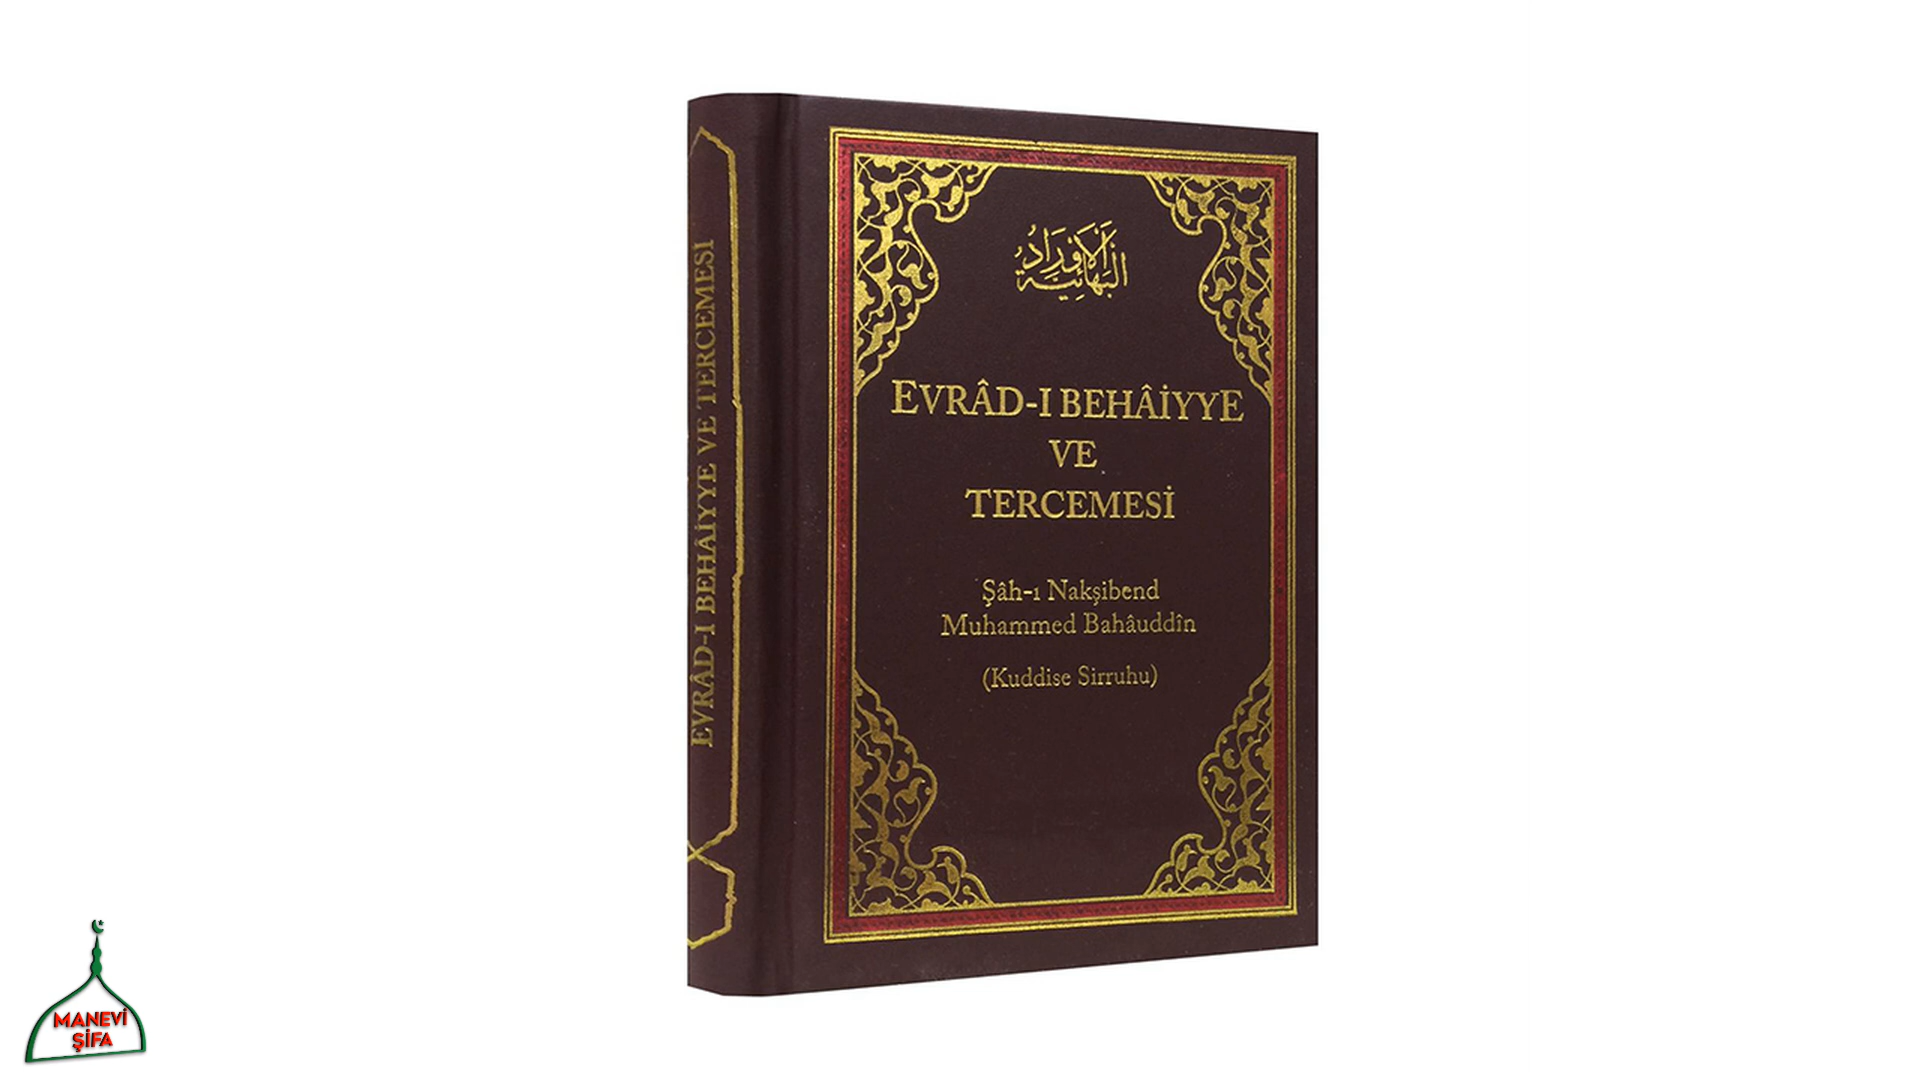 الأوراد
البهائية
EVRÂD-I BEHÂİYYE
VE
TERCEMESİ
Şâh-ı Nakşibend
Muhammed Bahâuddîn
(Kuddise Sirruhu)
EVRÂD-I BEHÂİYYE VE TERCEMESİ
MANEVİ
ŞİFA